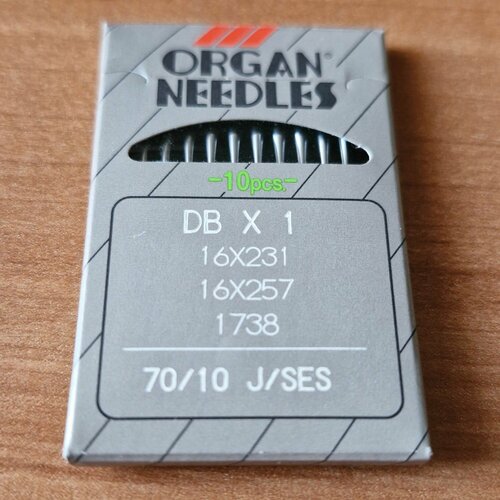 ORGAN®
NEEDLES
-10pcs.-
DB X 1
16X231
16X257
1738
70/10 J/SES